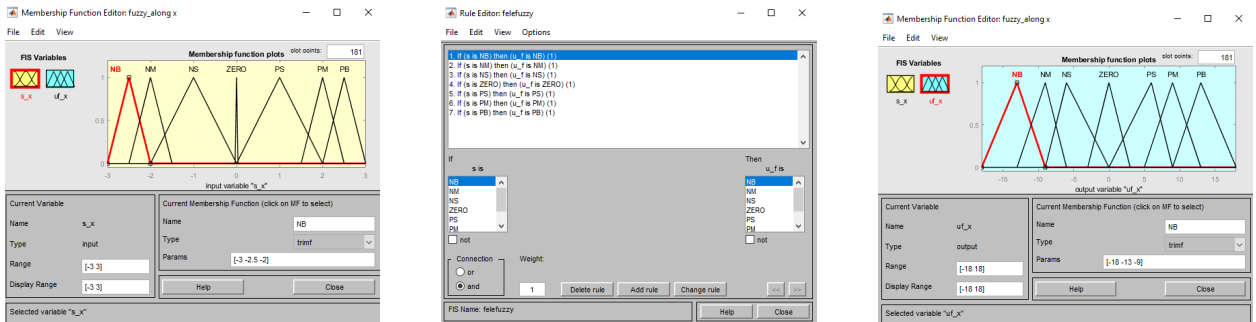 Membership Function Editor: fuzzy_along x
File Edit View
FIS Variables
Membership function plots
plot points:
181
s_x
uf_x
NB NM NS ZERO PS PM PB
1
0.5
0
-3 -2 -1 0 1 2 3
input variable "s_x"
Current Variable
Name s_x
Type input
Range [-3 3]
Display Range [-3 3]
Current Membership Function (click on MF to select)
Name NB
Type trimf
Params [-3 -2.5 -2]
Help Close
Selected variable "s_x"
Rule Editor: felefuzzy
File Edit View Options
1. If (s is NB) then (u_f is NB) (1)
2. If (s is NM) then (u_f is NM) (1)
3. If (s is NS) then (u_f is NS) (1)
4. If (s is ZERO) then (u_f is ZERO) (1)
5. If (s is PS) then (u_f is PS) (1)
6. If (s is PM) then (u_f is PM) (1)
7. If (s is PB) then (u_f is PB) (1)
If
s is
NB
NM
NS
ZERO
PS
PM
not
Then
u_f is
NB
NM
NS
ZERO
PS
PM
not
Connection
or
and
Weight:
1
Delete rule Add rule Change rule << >>
FIS Name: felefuzzy
Help Close
Membership Function Editor: fuzzy_along x
File Edit View
FIS Variables
Membership function plots
plot points:
181
s_x
uf_x
NB NM NS ZERO PS PM PB
1
0.5
0
-15 -10 -5 0 5 10 15
output variable "uf_x"
Current Variable
Name uf_x
Type output
Range [-18 18]
Display Range [-18 18]
Current Membership Function (click on MF to select)
Name NB
Type trimf
Params [-18 -13 -9]
Help Close
Selected variable "uf_x"